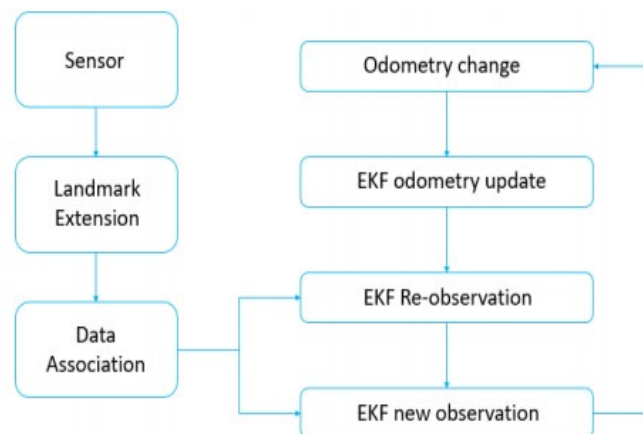 Sensor
Landmark
Extension
Data
Association
Odometry change
EKF odometry update
EKF Re-observation
EKF new observation